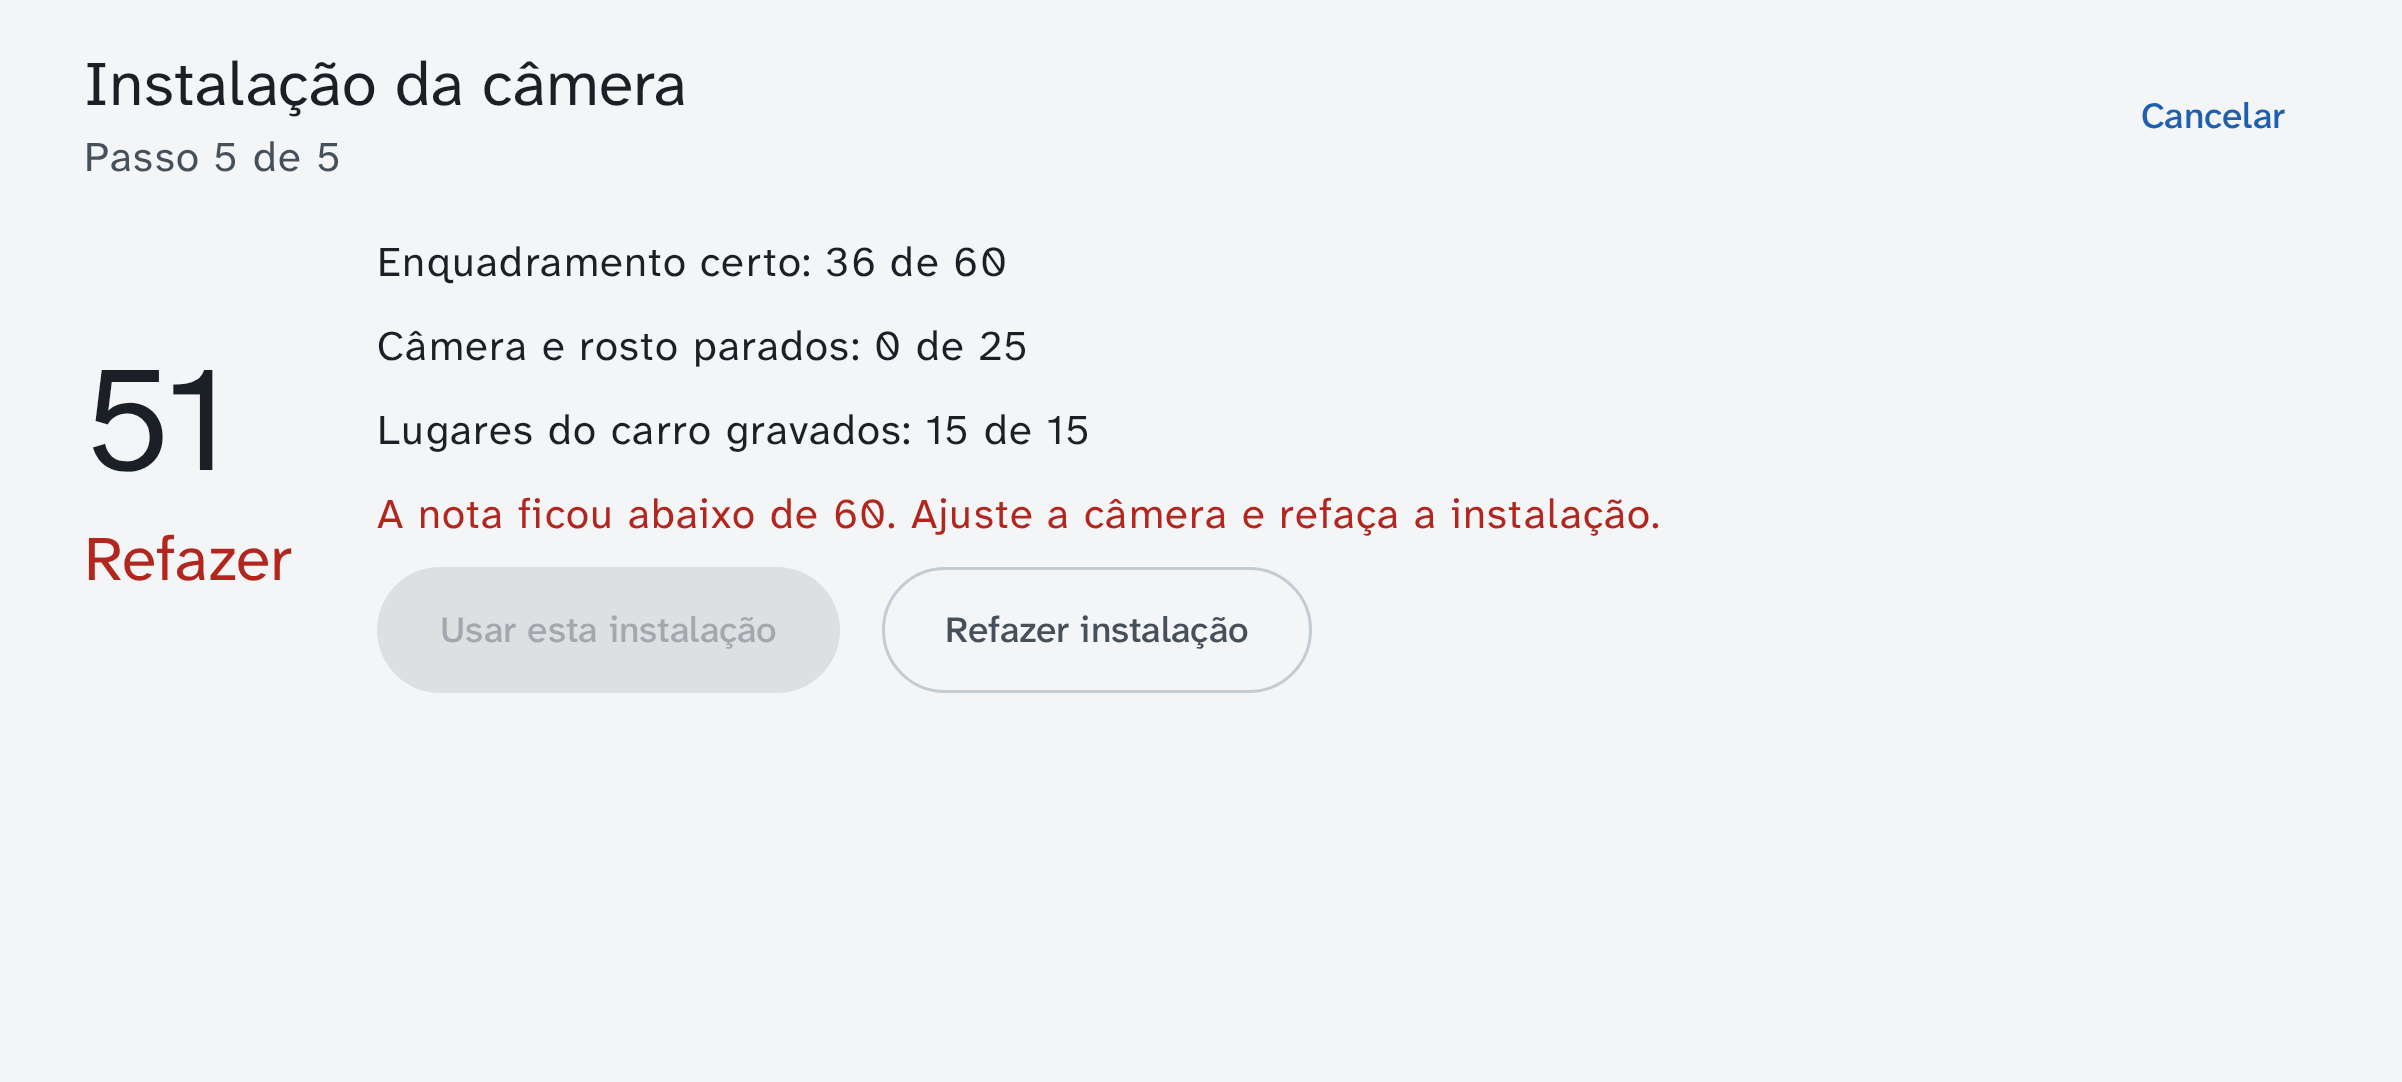 Instalação da câmera
Passo 5 de 5
Cancelar
51
Refazer
Enquadramento certo: 36 de 60
Câmera e rosto parados: 0 de 25
Lugares do carro gravados: 15 de 15
A nota ficou abaixo de 60. Ajuste a câmera e refaça a instalação.
Usar esta instalação
Refazer instalação